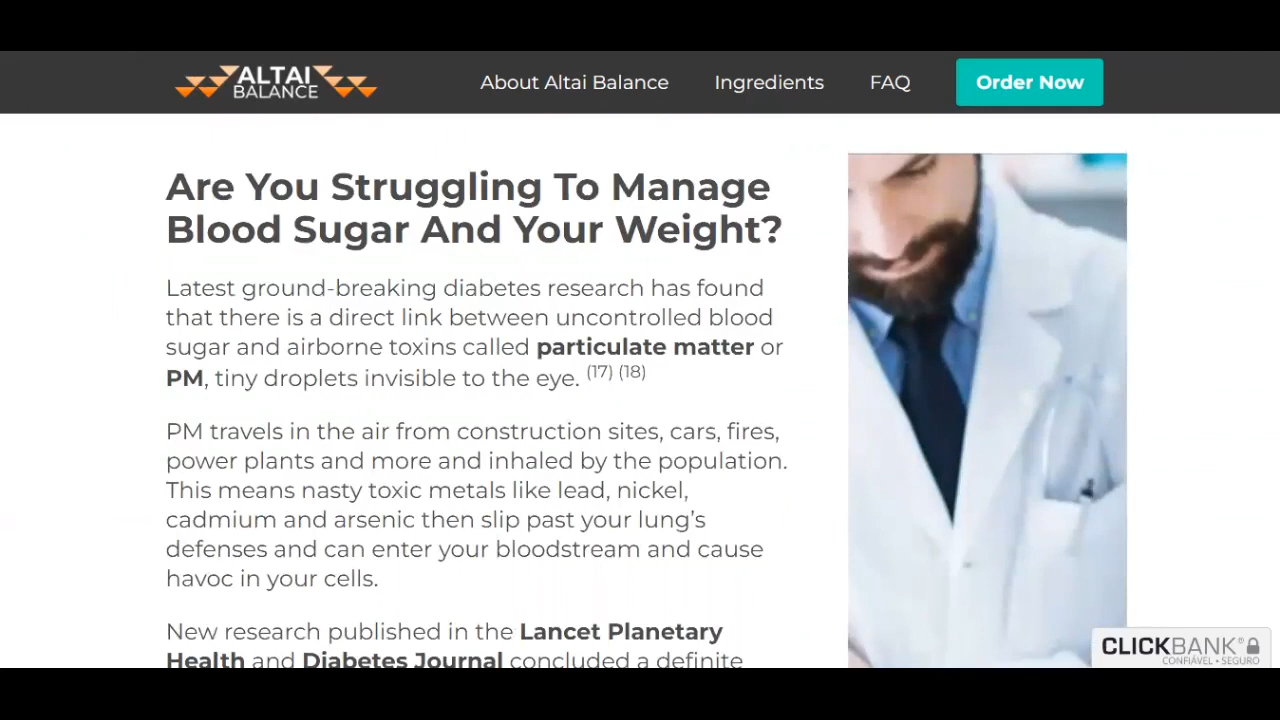 ALTAI
BALANCE
About Altai Balance
Ingredients
FAQ
Order Now
Are You Struggling To Manage
Blood Sugar And Your Weight?
Latest ground-breaking diabetes research has found
that there is a direct link between uncontrolled blood
sugar and airborne toxins called particulate matter or
PM, tiny droplets invisible to the eye. (17) (18)
PM travels in the air from construction sites, cars, fires,
power plants and more and inhaled by the population.
This means nasty toxic metals like lead, nickel,
cadmium and arsenic then slip past your lung's
defenses and can enter your bloodstream and cause
havoc in your cells.
New research published in the Lancet Planetary
Health and Diabetes Journal concluded a definite
CLICKBANK®
CONFIÁVEL • SEGURO